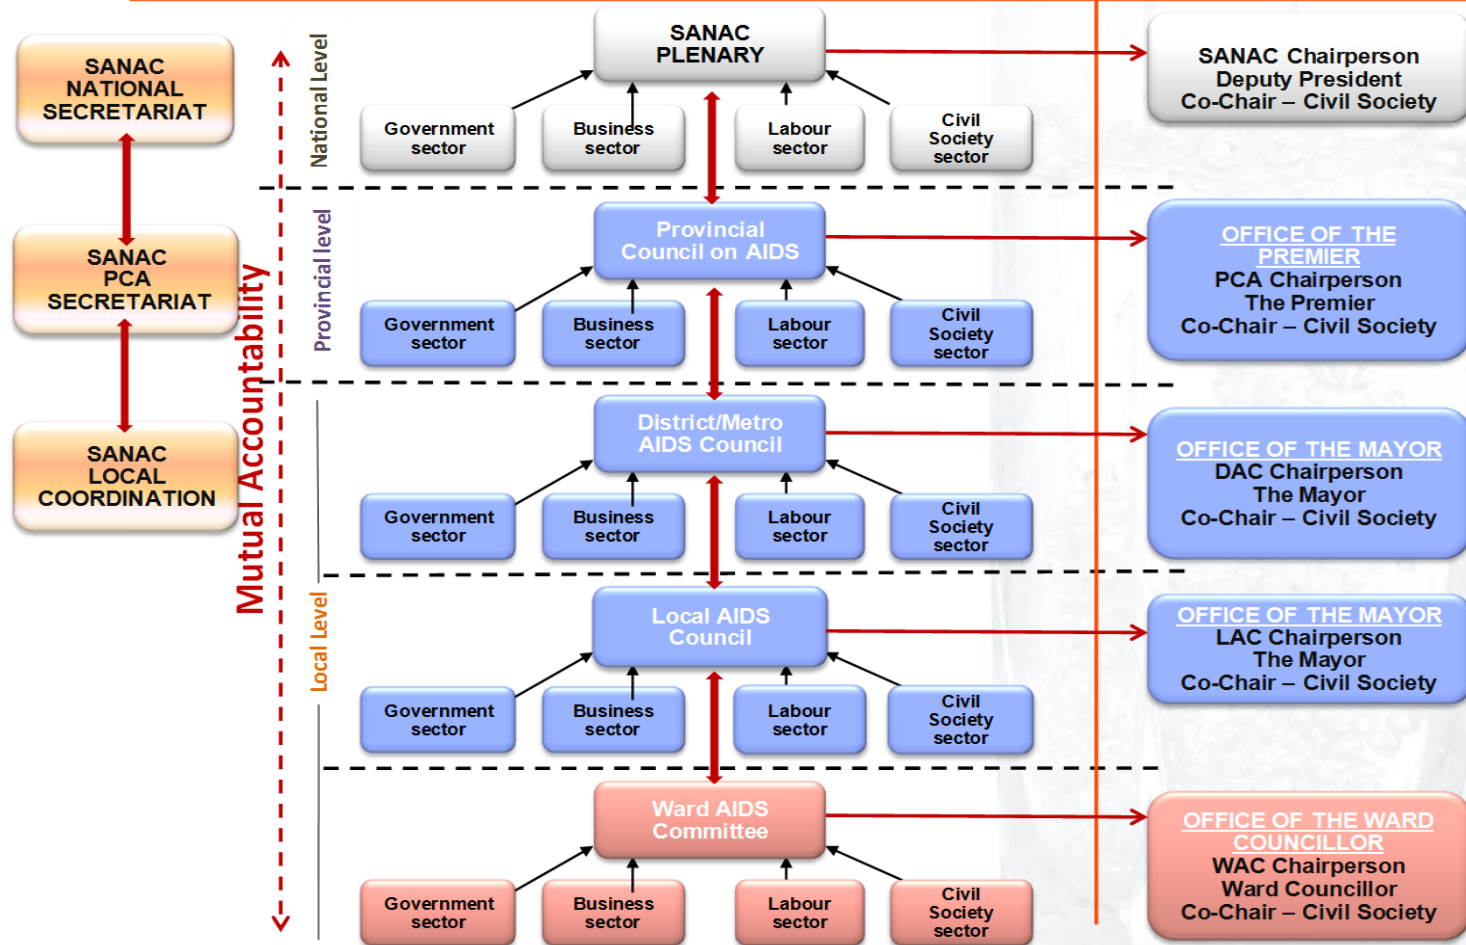 SANAC
NATIONAL
SECRETARIAT
SANAC
PCA
SECRETARIAT
SANAC
LOCAL
COORDINATION
Mutual Accountability
National Level
SANAC
PLENARY
Government
sector
Business
sector
Labour
sector
Civil
Society
sector
SANAC Chairperson
Deputy President
Co-Chair – Civil Society
Provincial level
Provincial
Council on AIDS
Government
sector
Business
sector
Labour
sector
Civil
Society
sector
OFFICE OF THE
PREMIER
PCA Chairperson
The Premier
Co-Chair – Civil Society
Local Level
District/Metro
AIDS Council
Government
sector
Business
sector
Labour
sector
Civil
Society
sector
OFFICE OF THE MAYOR
DAC Chairperson
The Mayor
Co-Chair – Civil Society
Local AIDS
Council
Government
sector
Business
sector
Labour
sector
Civil
Society
sector
OFFICE OF THE MAYOR
LAC Chairperson
The Mayor
Co-Chair – Civil Society
Ward AIDS
Committee
Government
sector
Business
sector
Labour
sector
Civil
Society
sector
OFFICE OF THE WARD
COUNCILLOR
WAC Chairperson
Ward Councillor
Co-Chair – Civil Society